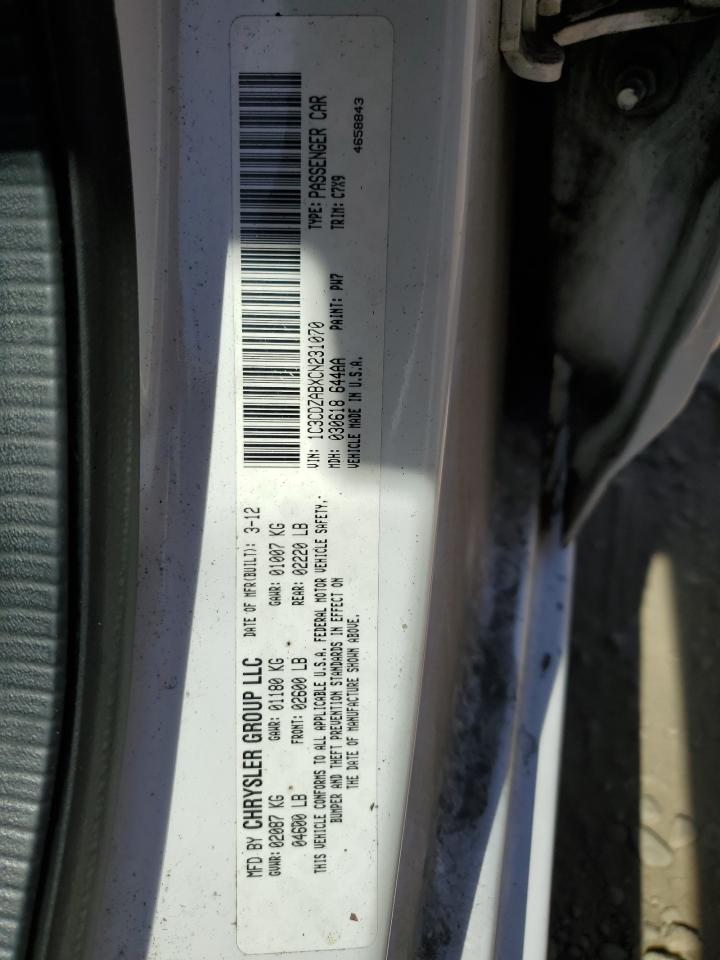 MFD BY CHRYSLER GROUP LLC DATE OF MFR(BUILT): 3-12
GVWR: 02087 KG GAWR: 01180 KG GAWR: 01007 KG
04600 LB FRONT: 02600 LB REAR: 02220 LB
THIS VEHICLE CONFORMS TO ALL APPLICABLE U.S.A. FEDERAL MOTOR VEHICLE SAFETY,-
BUMPER AND THEFT PREVENTION STANDARDS IN EFFECT ON
THE DATE OF MANUFACTURE SHOWN ABOVE.
VIN: 1C3CDZABXCN231070 TYPE: PASSENGER CAR
MDH: 030618 644AA PAINT: PW7 TRIM: C7X9
VEHICLE MADE IN U.S.A. 4658843